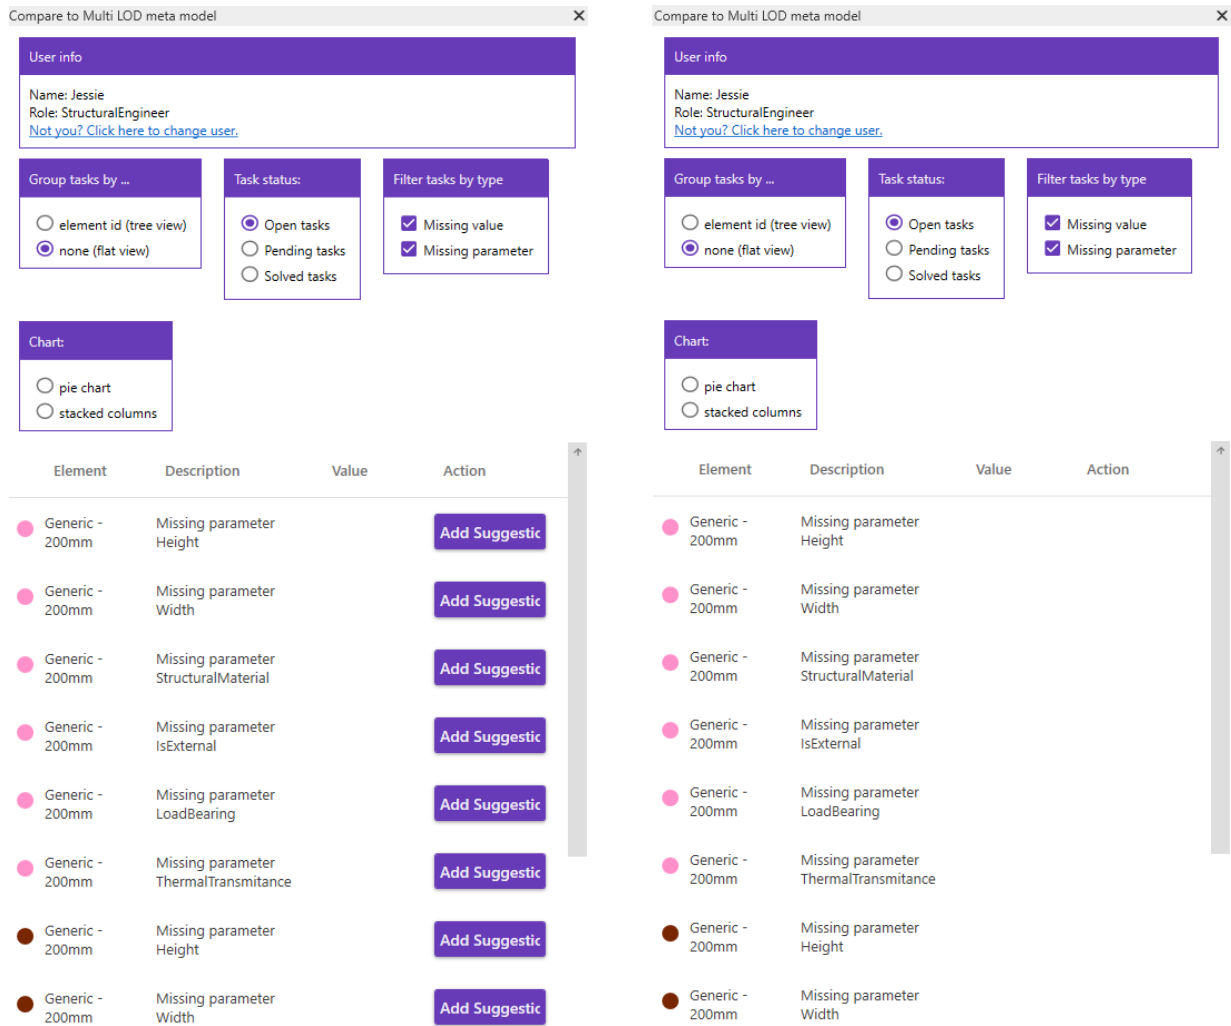 Compare to Multi LOD meta model
User info
Name: Jessie
Role: StructuralEngineer
Not you? Click here to change user.
Group tasks by ...
element id (tree view)
none (flat view)
Task status:
Open tasks
Pending tasks
Solved tasks
Filter tasks by type
Missing value
Missing parameter
Chart:
pie chart
stacked columns
Element Description Value Action
Generic - Missing parameter
200mm Height
Add Suggestic
Generic - Missing parameter
200mm Width
Add Suggestic
Generic - Missing parameter
200mm StructuralMaterial
Add Suggestic
Generic - Missing parameter
200mm IsExternal
Add Suggestic
Generic - Missing parameter
200mm LoadBearing
Add Suggestic
Generic - Missing parameter
200mm ThermalTransmitance
Add Suggestic
Generic - Missing parameter
200mm Height
Add Suggestic
Generic - Missing parameter
200mm Width
Add Suggestic
Compare to Multi LOD meta model
User info
Name: Jessie
Role: StructuralEngineer
Not you? Click here to change user.
Group tasks by ...
element id (tree view)
none (flat view)
Task status:
Open tasks
Pending tasks
Solved tasks
Filter tasks by type
Missing value
Missing parameter
Chart:
pie chart
stacked columns
Element Description Value Action
Generic - Missing parameter
200mm Height
Generic - Missing parameter
200mm Width
Generic - Missing parameter
200mm StructuralMaterial
Generic - Missing parameter
200mm IsExternal
Generic - Missing parameter
200mm LoadBearing
Generic - Missing parameter
200mm ThermalTransmitance
Generic - Missing parameter
200mm Height
Generic - Missing parameter
200mm Width